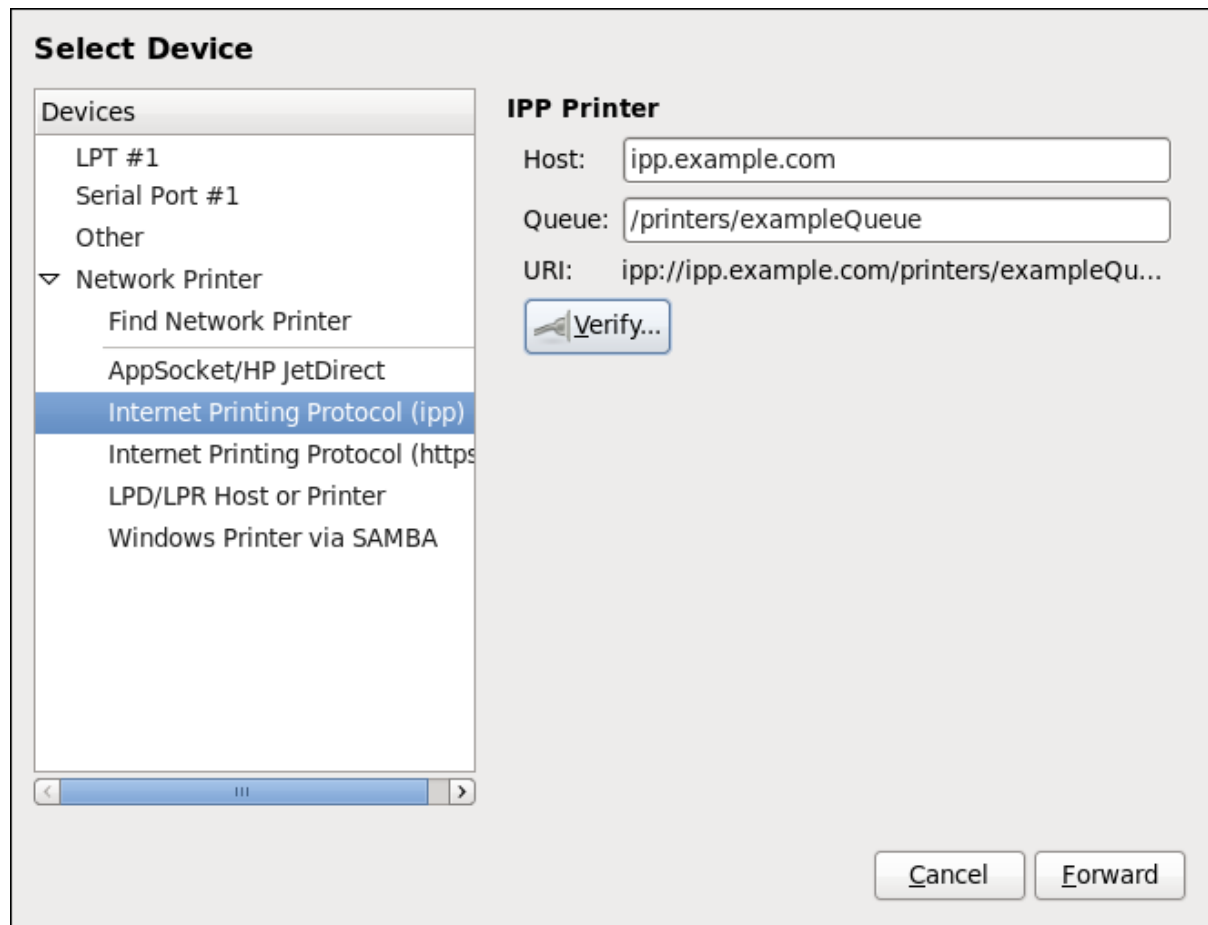 Select Device
Devices
LPT #1
Serial Port #1
Other
Network Printer
Find Network Printer
AppSocket/HP JetDirect
Internet Printing Protocol (ipp)
Internet Printing Protocol (https
LPD/LPR Host or Printer
Windows Printer via SAMBA
IPP Printer
Host: ipp.example.com
Queue: /printers/exampleQueue
URI: ipp://ipp.example.com/printers/exampleQu...
Verify...
Cancel Forward